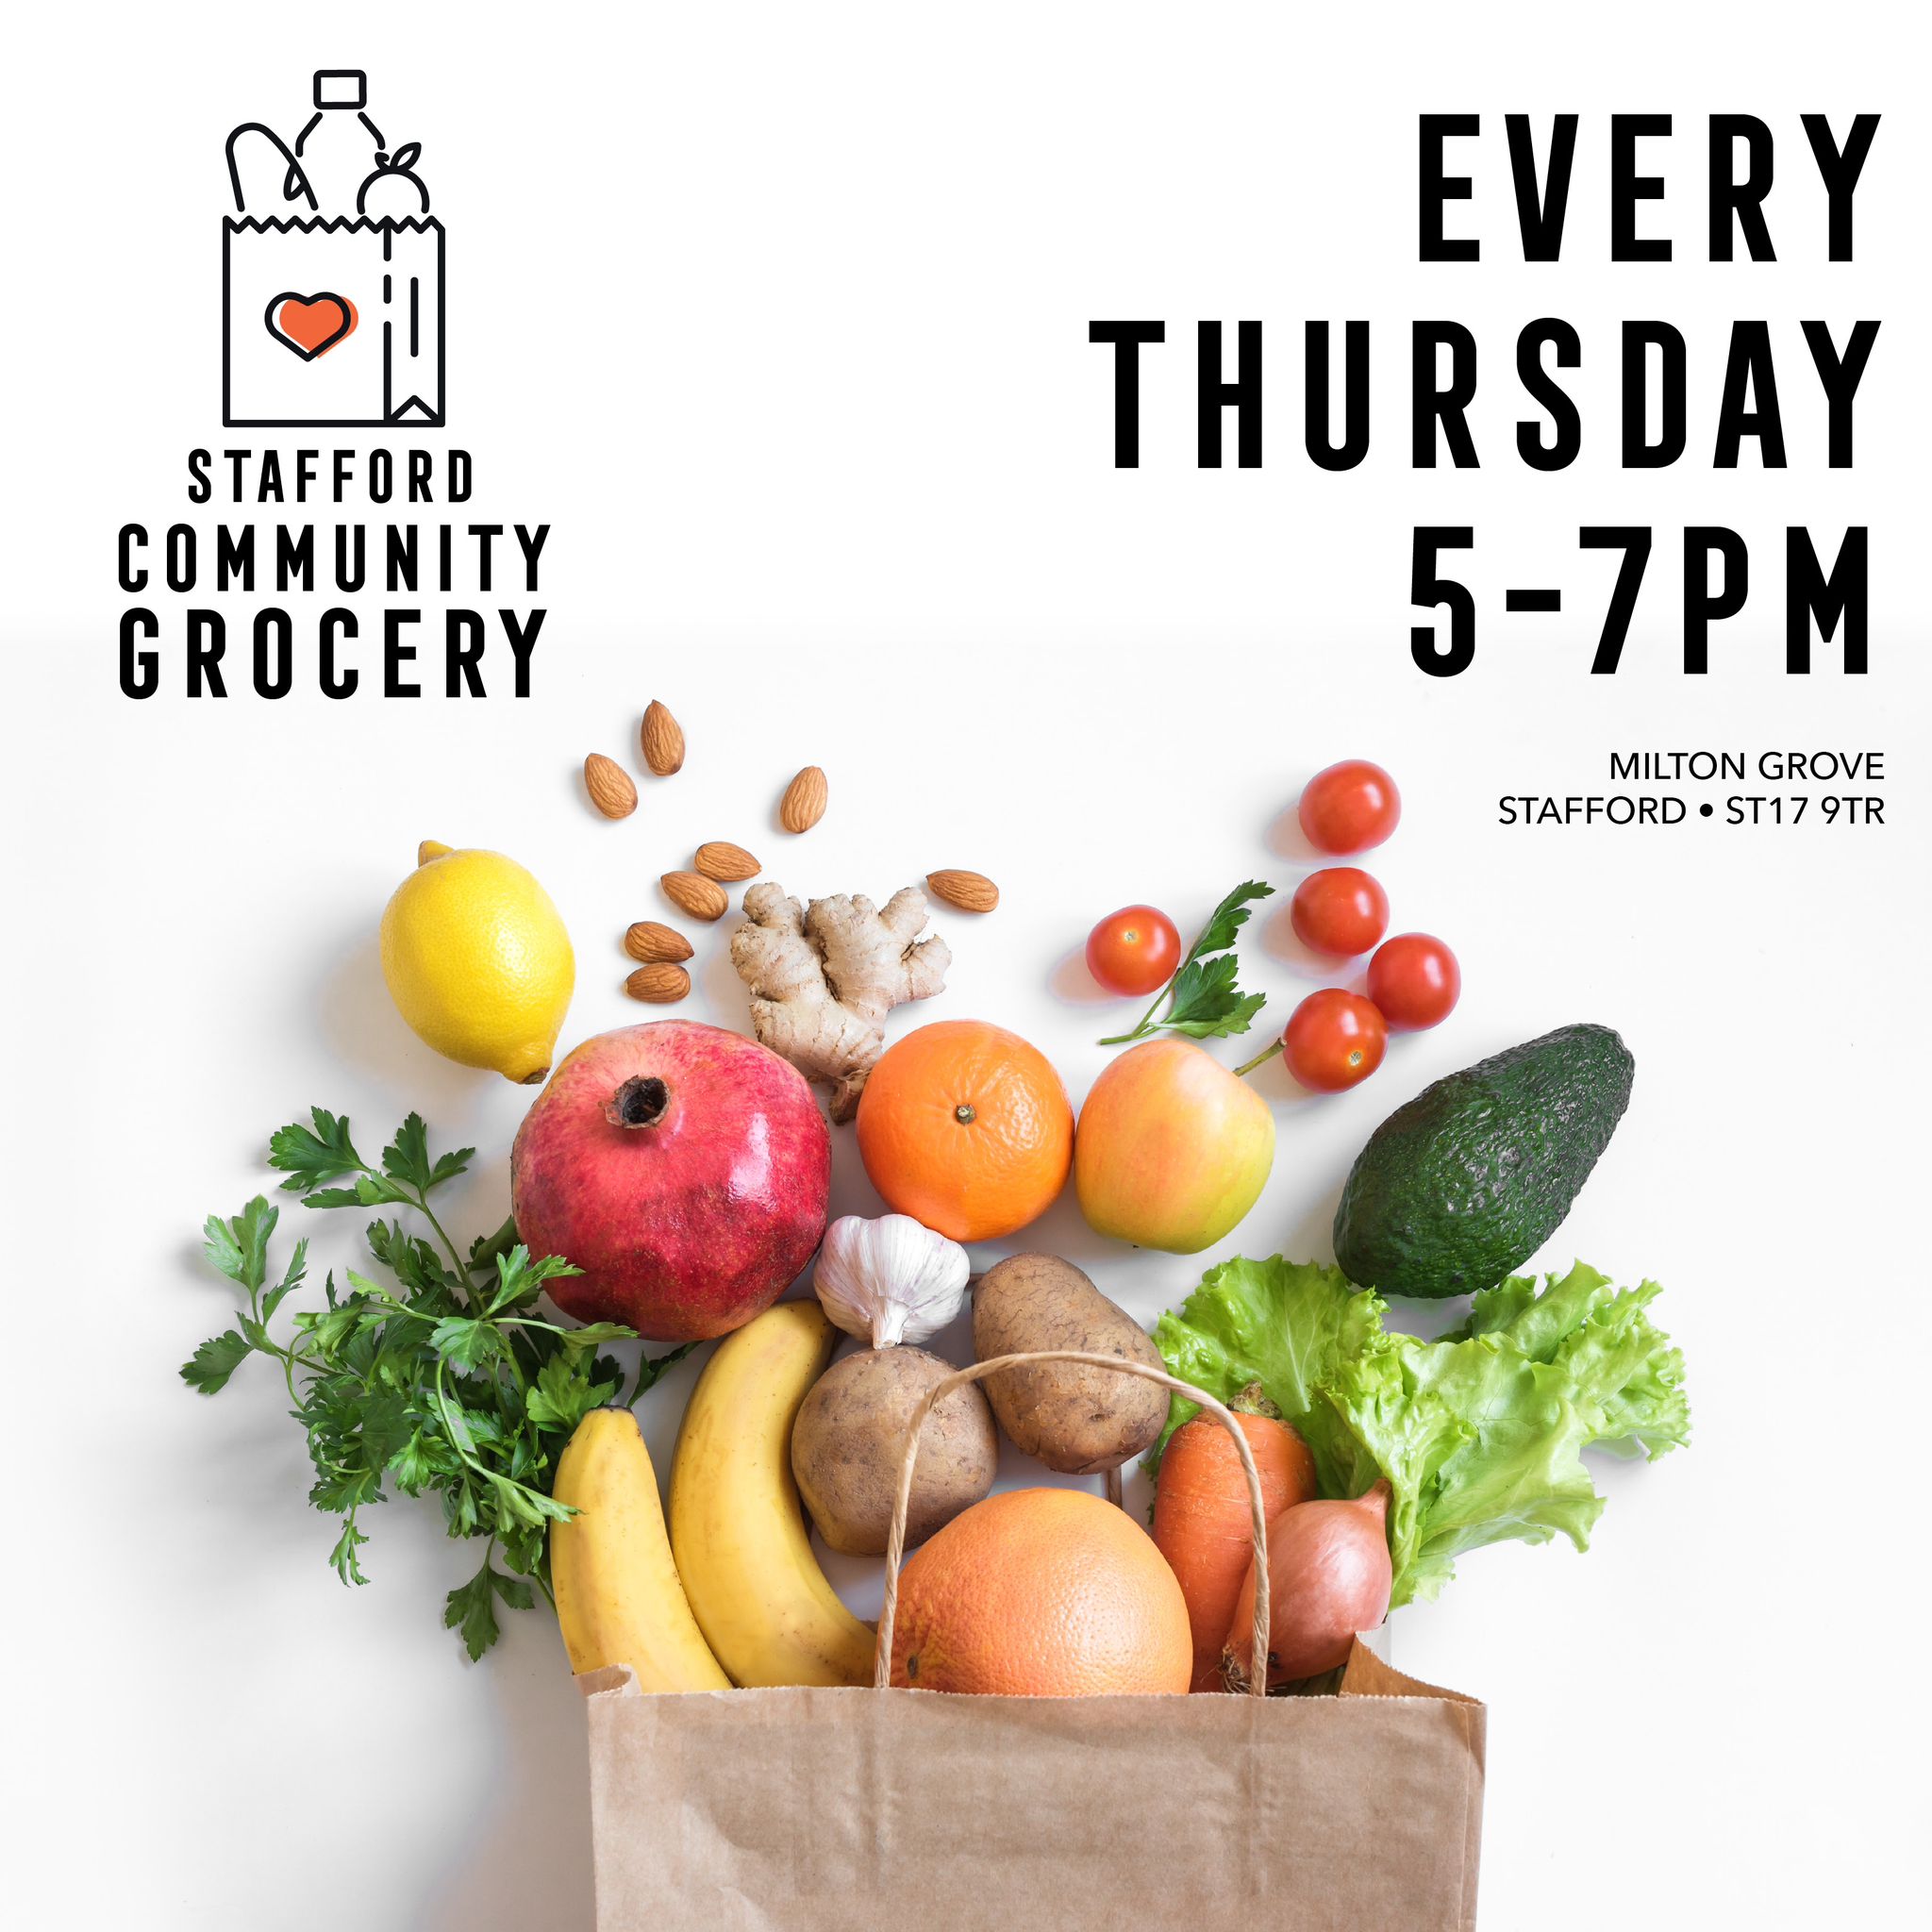 STAFFORD
COMMUNITY
GROCERY
EVERY
THURSDAY
5-7PM
MILTON GROVE
STAFFORD • ST17 9TR